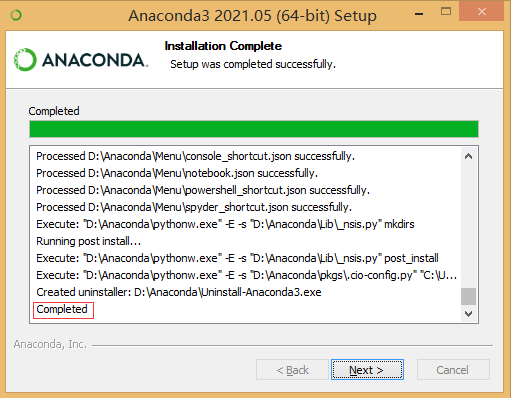 Anaconda3 2021.05 (64-bit) Setup
ANACONDA.
Installation Complete
Setup was completed successfully.
Completed
Processed D:\Anaconda\Menu\console_shortcut.json successfully.
Processed D:\Anaconda\Menu\notebook.json successfully.
Processed D:\Anaconda\Menu\powershell_shortcut.json successfully.
Processed D:\Anaconda\Menu\spyder_shortcut.json successfully.
Execute: "D:\Anaconda\pythonw.exe" -E -s "D:\Anaconda\Lib\_nsis.py" mkdirs
Running post install...
Execute: "D:\Anaconda\pythonw.exe" -E -s "D:\Anaconda\Lib\_nsis.py" post_install
Execute: "D:\Anaconda\pythonw.exe" -E -s "D:\Anaconda\pkgs\.cio-config.py" "C:\U...
Created uninstaller: D:\Anaconda\Uninstall-Anaconda3.exe
Completed
Anaconda, Inc.
< Back
Next >
Cancel